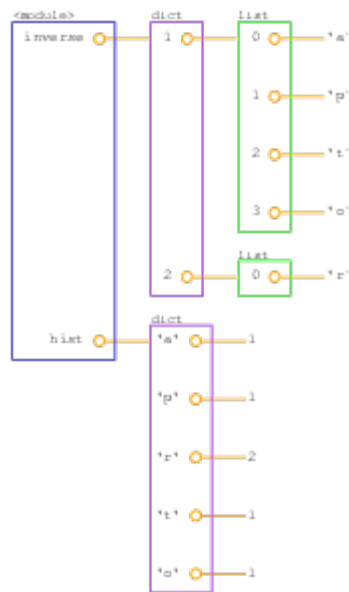 <module> dict list
inverse 1 0 'a'
1 'p'
2 't'
3 'o'
list
2 0 'r'
dict
hist 'a' 1
'p' 1
'r' 2
't' 1
'o' 1